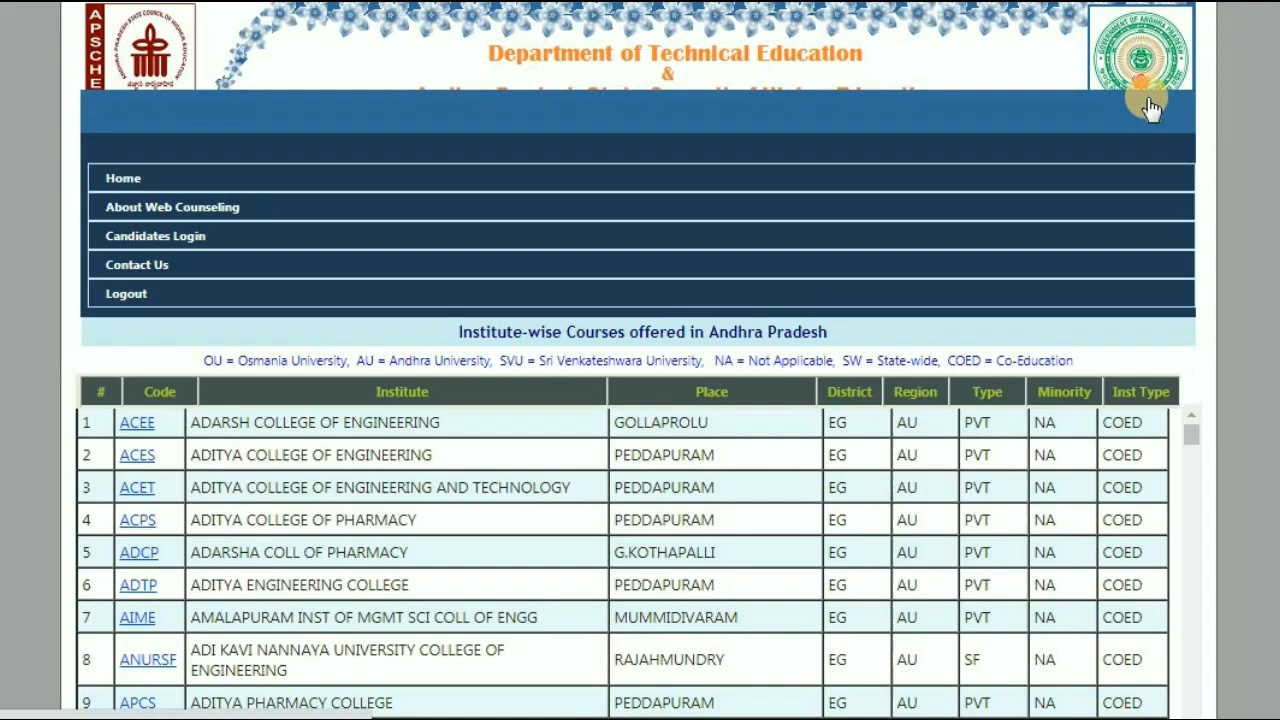 APSCHE
Department of Technical Education
&
Home
About Web Counseling
Candidates Login
Contact Us
Logout
Institute-wise Courses offered in Andhra Pradesh
OU = Osmania University, AU = Andhra University, SVU = Sri Venkateshwara University, NA = Not Applicable, SW = State-wide, COED = Co-Education
# Code Institute Place District Region Type Minority Inst Type
1 ACEE ADARSH COLLEGE OF ENGINEERING GOLLAPROLU EG AU PVT NA COED
2 ACES ADITYA COLLEGE OF ENGINEERING PEDDAPURAM EG AU PVT NA COED
3 ACET ADITYA COLLEGE OF ENGINEERING AND TECHNOLOGY PEDDAPURAM EG AU PVT NA COED
4 ACPS ADITYA COLLEGE OF PHARMACY PEDDAPURAM EG AU PVT NA COED
5 ADCP ADARSHA COLL OF PHARMACY G.KOTHAPALLI EG AU PVT NA COED
6 ADTP ADITYA ENGINEERING COLLEGE PEDDAPURAM EG AU PVT NA COED
7 AIME AMALAPURAM INST OF MGMT SCI COLL OF ENGG MUMMIDIVARAM EG AU PVT NA COED
8 ANURSF ADI KAVI NANNAYA UNIVERSITY COLLEGE OF
ENGINEERING RAJAHMUNDRY EG AU SF NA COED
9 APCS ADITYA PHARMACY COLLEGE PEDDAPURAM EG AU PVT NA COED